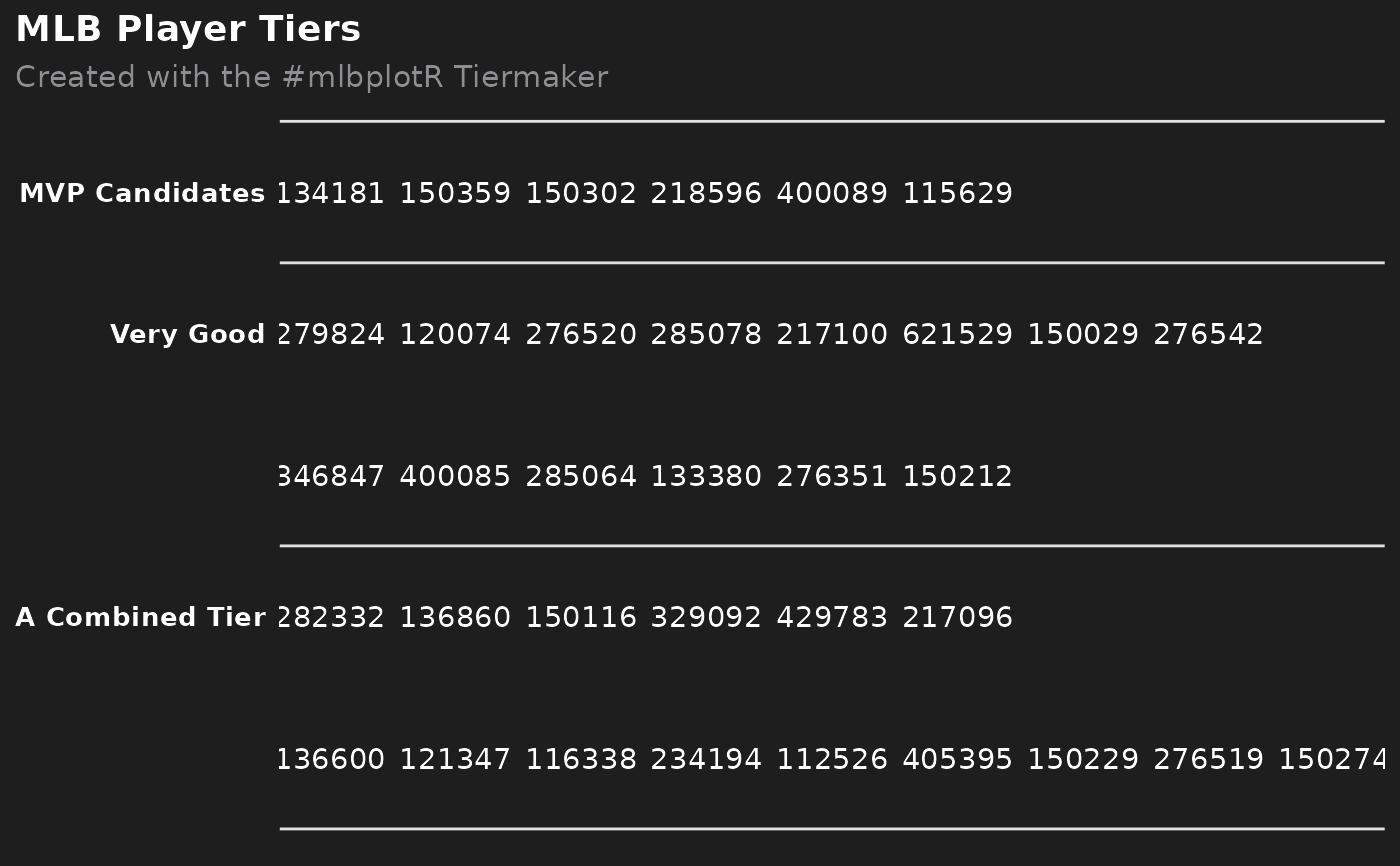 MLB Player Tiers
Created with the #mlbplotR Tiermaker
MVP Candidates 134181 150359 150302 218596 400089 115629
Very Good 279824 120074 276520 285078 217100 621529 150029 276542
346847 400085 285064 133380 276351 150212
A Combined Tier 282332 136860 150116 329092 429783 217096
136600 121347 116338 234194 112526 405395 150229 276519 150274